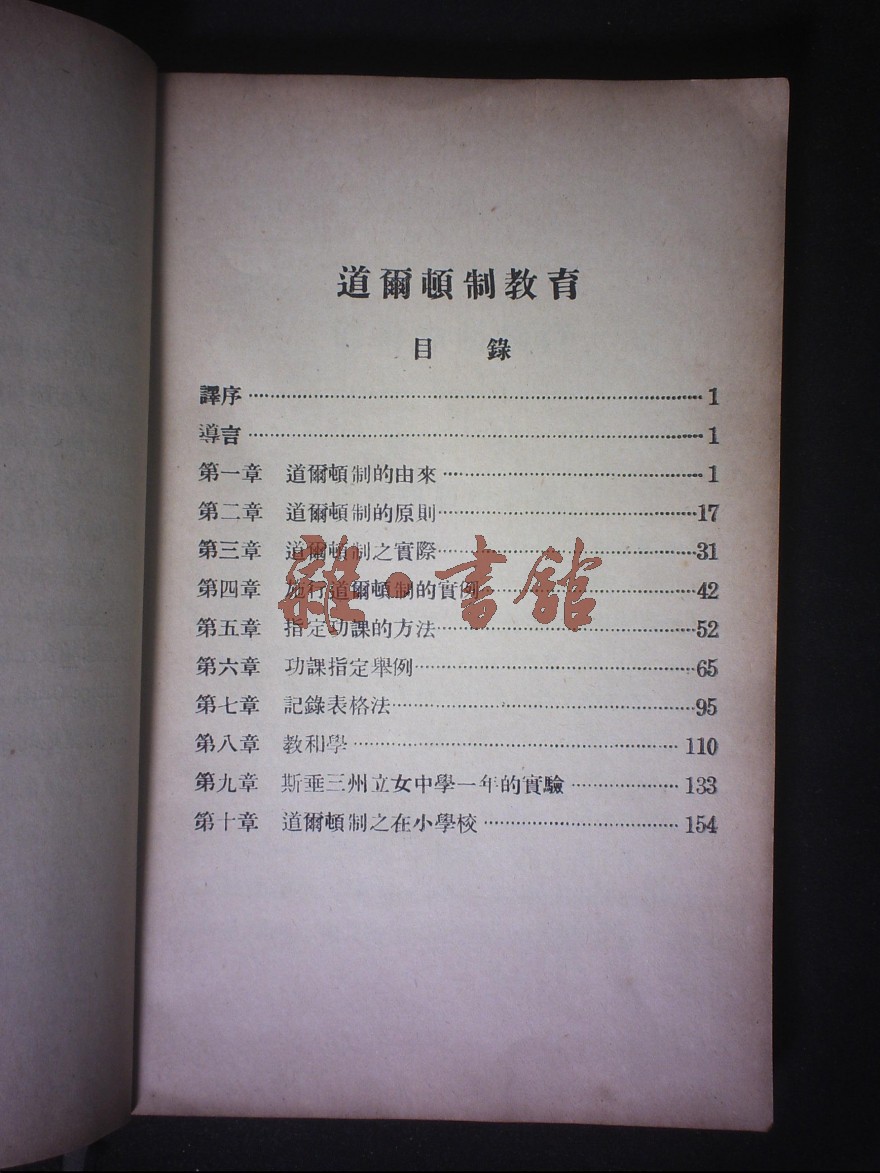 道爾頓制教育
目錄
譯序……1
導言……1
第一章 道爾頓制的由來……1
第二章 道爾頓制的原則……17
第三章 道爾頓制之實際……31
第四章 施行道爾頓制的實例……42
第五章 指定功課的方法……52
第六章 功課指定舉例……65
第七章 記錄表格法……95
第八章 教和學……110
第九章 斯垂三州立女中學一年的實驗……133
第十章 道爾頓制之在小學校……154
雜·書館